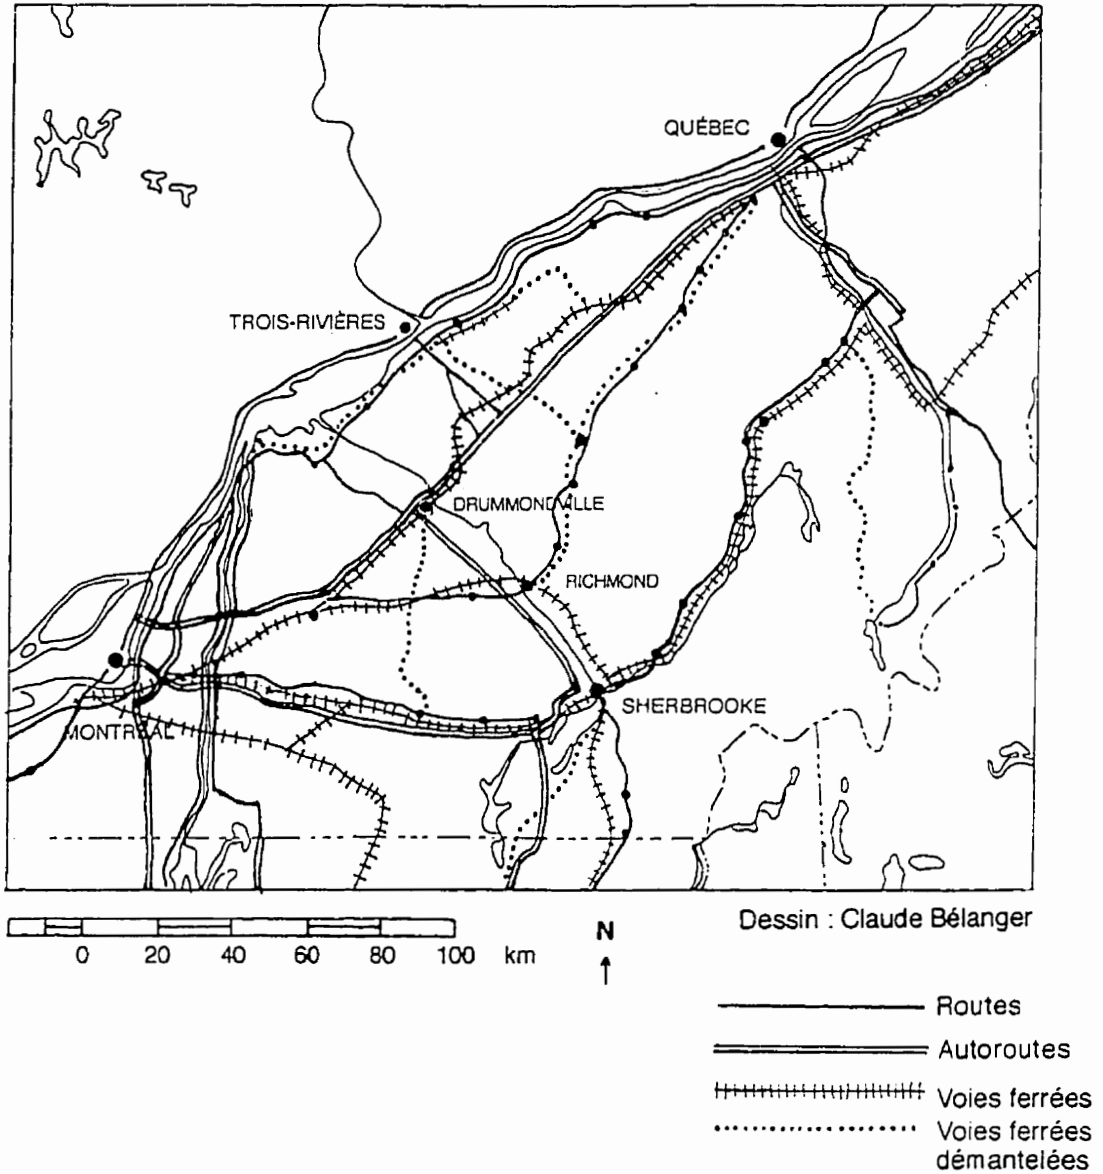 QUÉBEC
TROIS-RIVIÈRES
DRUMMONDVILLE
RICHMOND
SHERBROOKE
MONTRÉAL
Dessin : Claude Bélanger
N
0 20 40 60 80 100 km
Routes
Autoroutes
Voies ferrées
Voies ferrées
démantelées